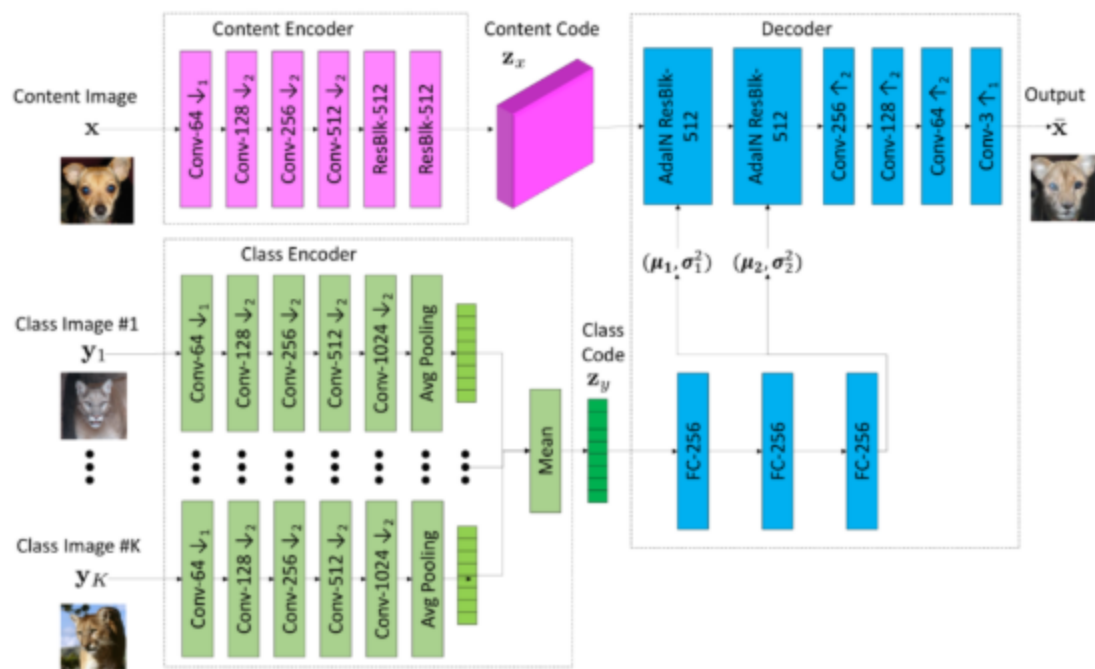 Content Encoder
Content Code
Decoder
z_x
Content Image
x
Conv-64 ↓1
Conv-128 ↓2
Conv-256 ↓2
Conv-512 ↓2
ResBlk-512
ResBlk-512
AdaIN ResBlk-
512
AdaIN ResBlk-
512
Conv-256 ↑2
Conv-128 ↑2
Conv-64 ↑2
Conv-3 ↑1
Output
x̄
(μ₁, σ₁²)
(μ₂, σ₂²)
Class Encoder
Class Image #1
y₁
Conv-64 ↓1
Conv-128 ↓2
Conv-256 ↓2
Conv-512 ↓2
Conv-1024 ↓2
Avg Pooling
Mean
Class
Code
z_y
FC-256
FC-256
FC-256
Class Image #K
y_K
Conv-64 ↓1
Conv-128 ↓2
Conv-256 ↓2
Conv-512 ↓2
Conv-1024 ↓2
Avg Pooling